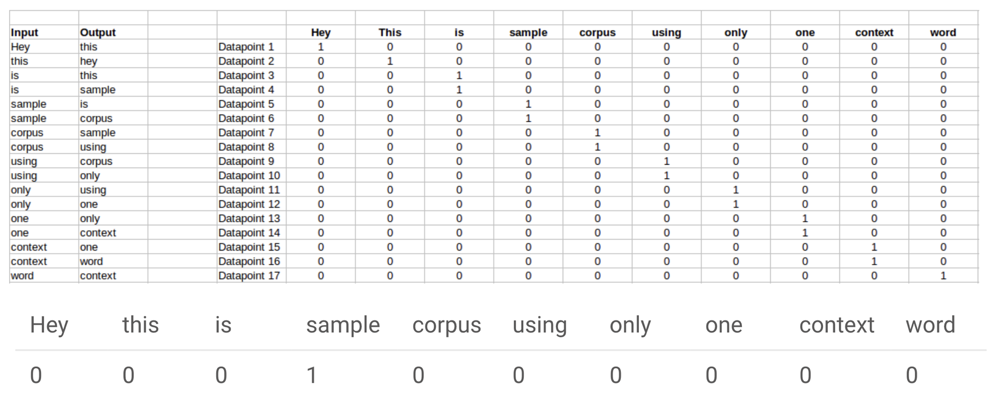 Input Output Hey This is sample corpus using only one context word
Hey this Datapoint 1 1 0 0 0 0 0 0 0 0 0
this hey Datapoint 2 0 1 0 0 0 0 0 0 0 0
is this Datapoint 3 0 0 1 0 0 0 0 0 0 0
is sample Datapoint 4 0 0 1 0 0 0 0 0 0 0
sample is Datapoint 5 0 0 0 1 0 0 0 0 0 0
sample corpus Datapoint 6 0 0 0 1 0 0 0 0 0 0
corpus sample Datapoint 7 0 0 0 0 1 0 0 0 0 0
corpus using Datapoint 8 0 0 0 0 1 0 0 0 0 0
using corpus Datapoint 9 0 0 0 0 0 1 0 0 0 0
using only Datapoint 10 0 0 0 0 0 1 0 0 0 0
only using Datapoint 11 0 0 0 0 0 0 1 0 0 0
only one Datapoint 12 0 0 0 0 0 0 1 0 0 0
one only Datapoint 13 0 0 0 0 0 0 0 1 0 0
one context Datapoint 14 0 0 0 0 0 0 0 1 0 0
context one Datapoint 15 0 0 0 0 0 0 0 0 1 0
context word Datapoint 16 0 0 0 0 0 0 0 0 1 0
word context Datapoint 17 0 0 0 0 0 0 0 0 0 1
Hey this is sample corpus using only one context word
0 0 0 1 0 0 0 0 0 0